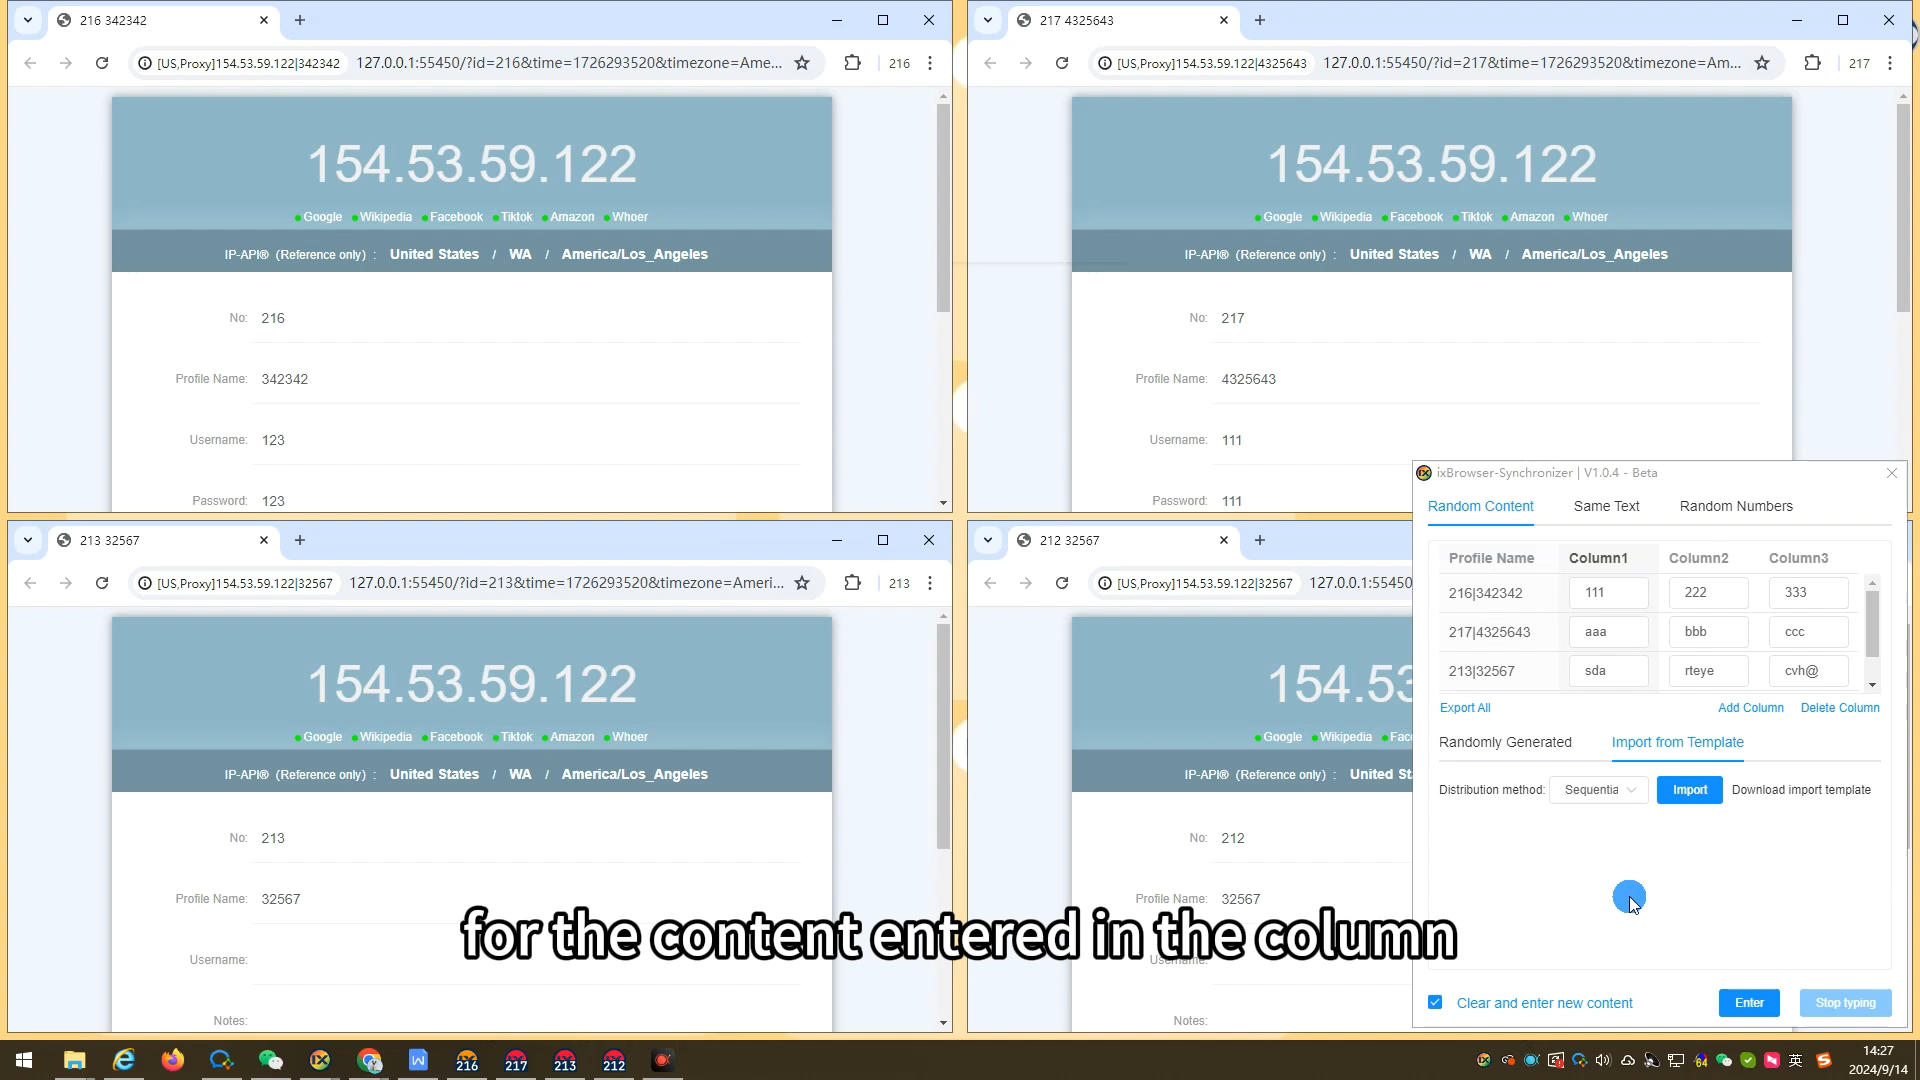 216 342342
[US,Proxy]154.53.59.122|342342
127.0.0.1:55450/?id=216&time=1726293520&timezone=Ame...
216
154.53.59.122
Google Wikipedia Facebook Tiktok Amazon Whoer
IP-API® (Reference only) : United States / WA / America/Los_Angeles
No: 216
Profile Name: 342342
Username: 123
Password: 123
217 4325643
[US,Proxy]154.53.59.122|4325643
127.0.0.1:55450/?id=217&time=1726293520&timezone=Am...
217
154.53.59.122
Google Wikipedia Facebook Tiktok Amazon Whoer
IP-API® (Reference only) : United States / WA / America/Los_Angeles
No: 217
Profile Name: 4325643
Username: 111
Password: 111
213 32567
[US,Proxy]154.53.59.122|32567
127.0.0.1:55450/?id=213&time=1726293520&timezone=Ameri...
213
154.53.59.122
Google Wikipedia Facebook Tiktok Amazon Whoer
IP-API® (Reference only) : United States / WA / America/Los_Angeles
No: 213
Profile Name: 32567
Username:
Notes:
212 32567
[US,Proxy]154.53.59.122|32567
127.0.0.1:55450
154.53
Google Wikipedia Fac
IP-API® (Reference only) : United St
No: 212
Profile Name: 32567
Username:
Notes:
ixBrowser-Synchronizer | V1.0.4 - Beta
Random Content Same Text Random Numbers
Profile Name Column1 Column2 Column3
216|342342 111 222 333
217|4325643 aaa bbb ccc
213|32567 sda rteye cvh@
Export All Add Column Delete Column
Randomly Generated Import from Template
Distribution method: Sequentia Import Download import template
Clear and enter new content Enter Stop typing
for the content entered in the column
216 217 213 212
64
英
14:27
2024/9/14